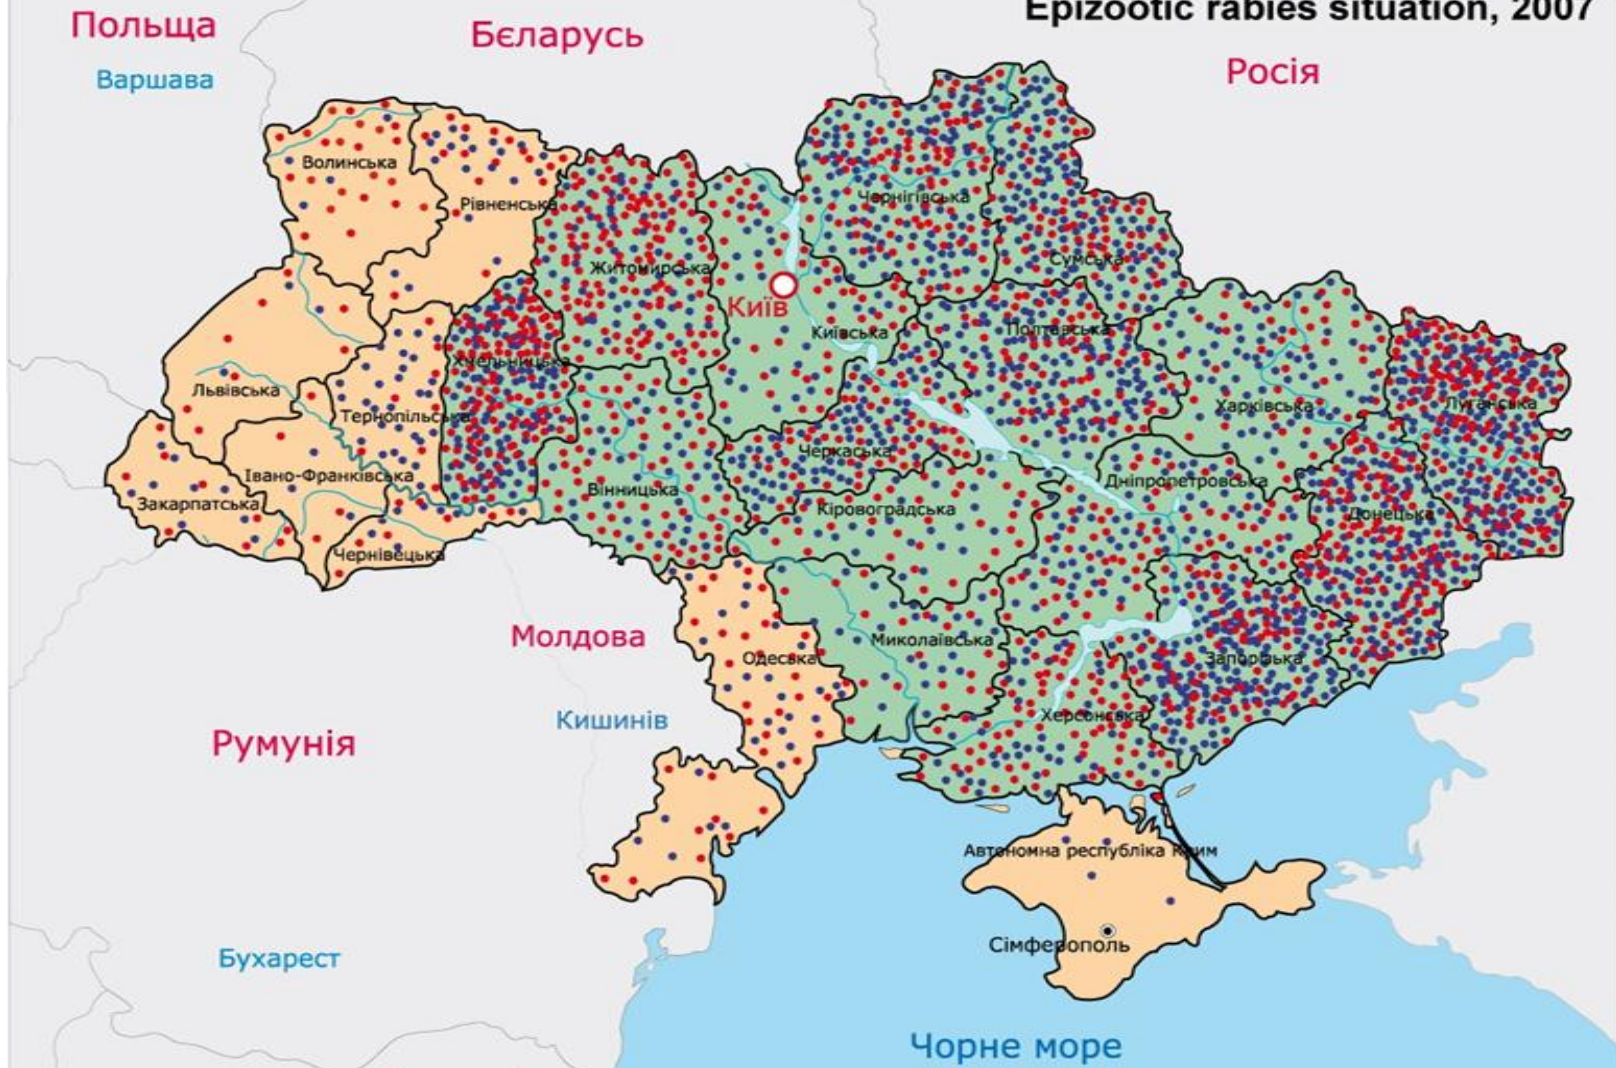 Epizootic rabies situation, 2007
Польща
Бєларусь
Росія
Варшава
Волинська
Рівненська
Чернігівська
Сумська
Житомирська
Київ
Київська
Полтавська
Хмельницька
Львівська
Тернопільська
Харківська
Луганська
Черкаська
Івано-Франківська
Вінницька
Дніпропетровська
Закарпатська
Кіровоградська
Донецька
Чернівецька
Молдова
Одеська
Миколаївська
Запорізька
Кишинів
Херсонська
Румунія
Автономна республіка Крим
Сімферополь
Бухарест
Чорне море